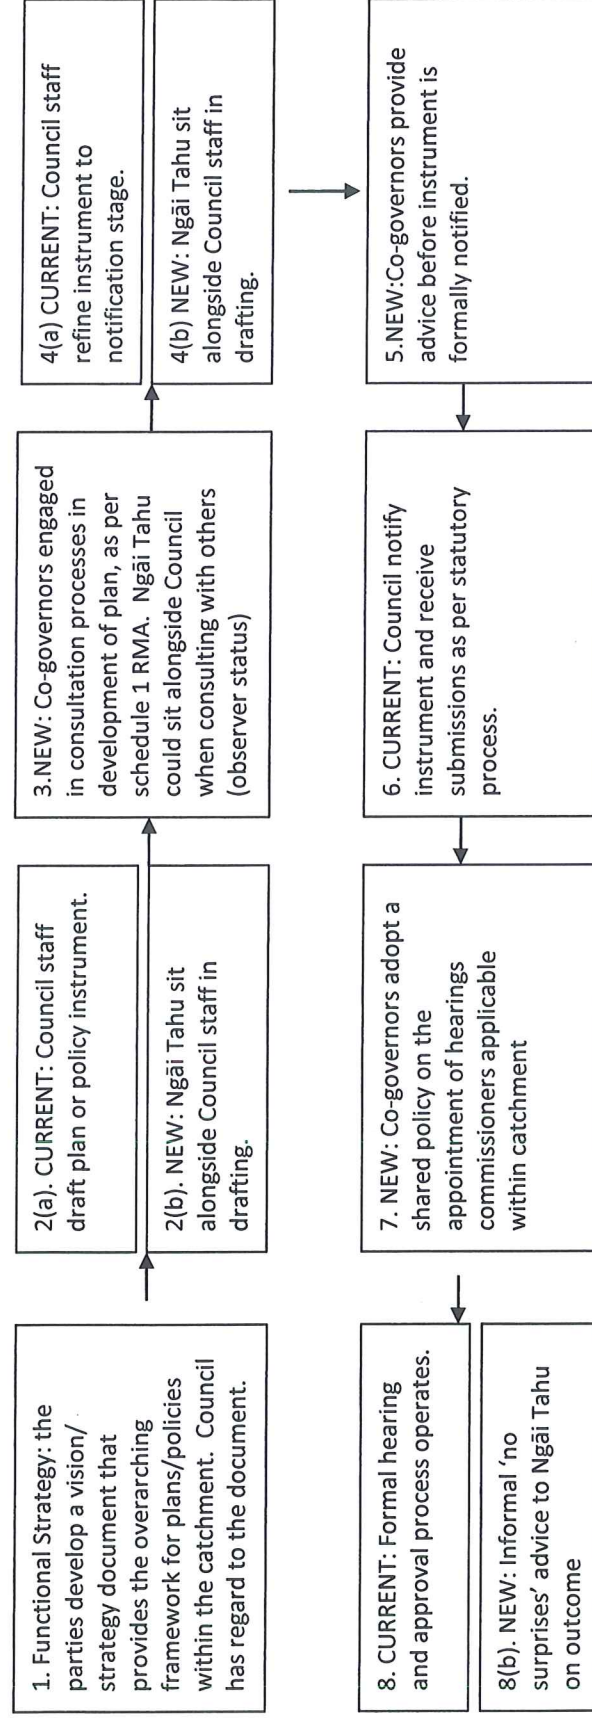 1. Functional Strategy: the
parties develop a vision/
strategy document that
provides the overarching
framework for plans/policies
within the catchment. Council
has regard to the document.
2(a). CURRENT: Council staff
draft plan or policy instrument.
2(b). NEW: Ngāi Tahu sit
alongside Council staff in
drafting.
3.NEW: Co-governors engaged
in consultation processes in
development of plan, as per
schedule 1 RMA. Ngāi Tahu
could sit alongside Council
when consulting with others
(observer status)
4(a) CURRENT: Council staff
refine instrument to
notification stage.
4(b) NEW: Ngāi Tahu sit
alongside Council staff in
drafting.
5.NEW:Co-governors provide
advice before instrument is
formally notified.
6. CURRENT: Council notify
instrument and receive
submissions as per statutory
process.
7. NEW: Co-governors adopt a
shared policy on the
appointment of hearings
commissioners applicable
within catchment
8. CURRENT: Formal hearing
and approval process operates.
8(b). NEW: Informal ‘no
surprises’ advice to Ngāi Tahu
on outcome